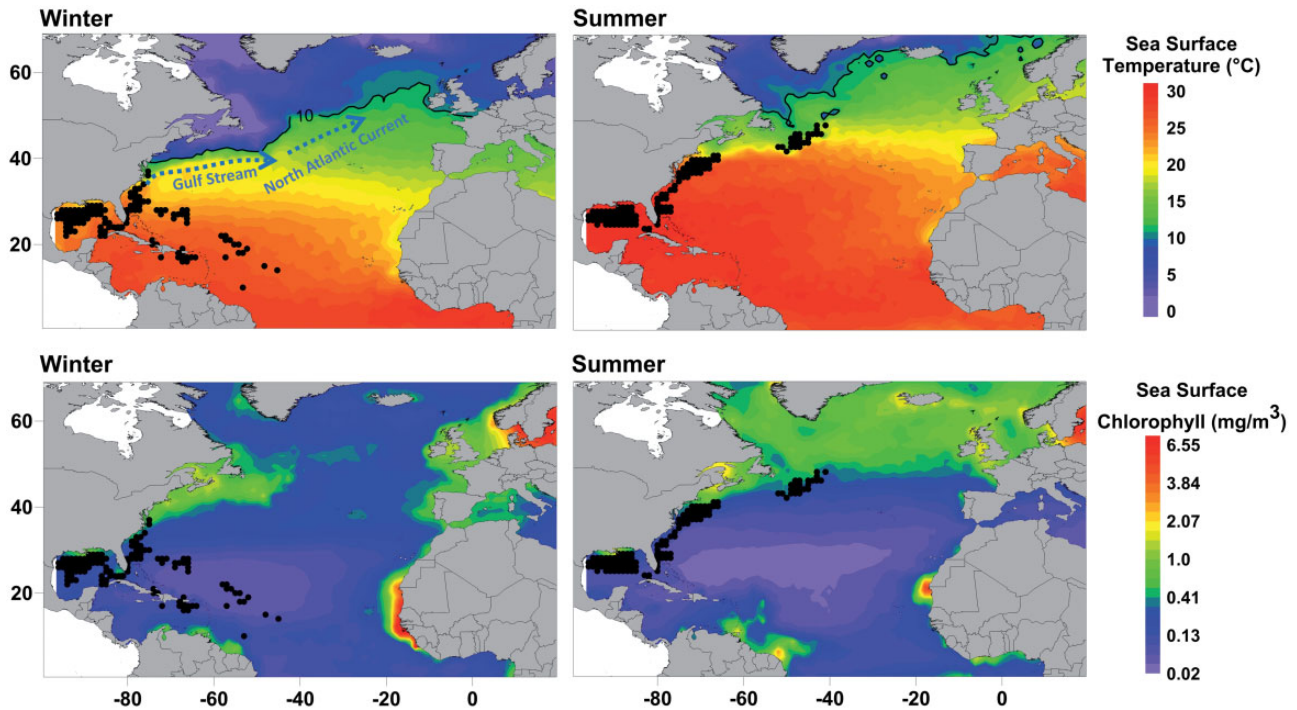 Winter
Summer
Sea Surface
Temperature (°C)
60
40
20
10
Gulf Stream
North Atlantic Current
30
25
20
15
10
5
0
Winter
Summer
Sea Surface
Chlorophyll (mg/m³)
60
40
20
6.55
3.84
2.07
1.0
0.41
0.13
0.02
-80 -60 -40 -20 0
-80 -60 -40 -20 0